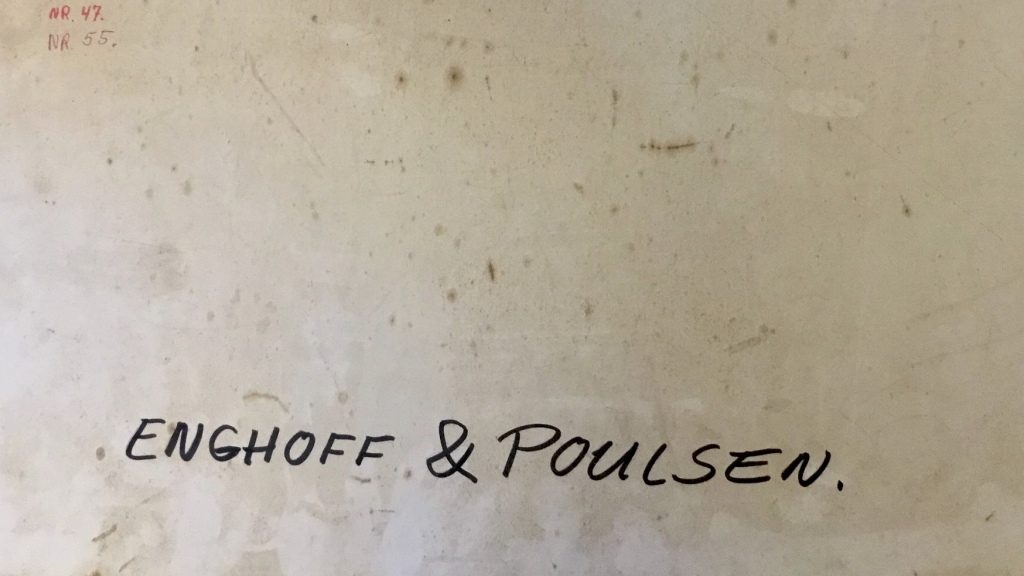 NR. 47.
NR 55.
ENGHOFF & POULSEN.